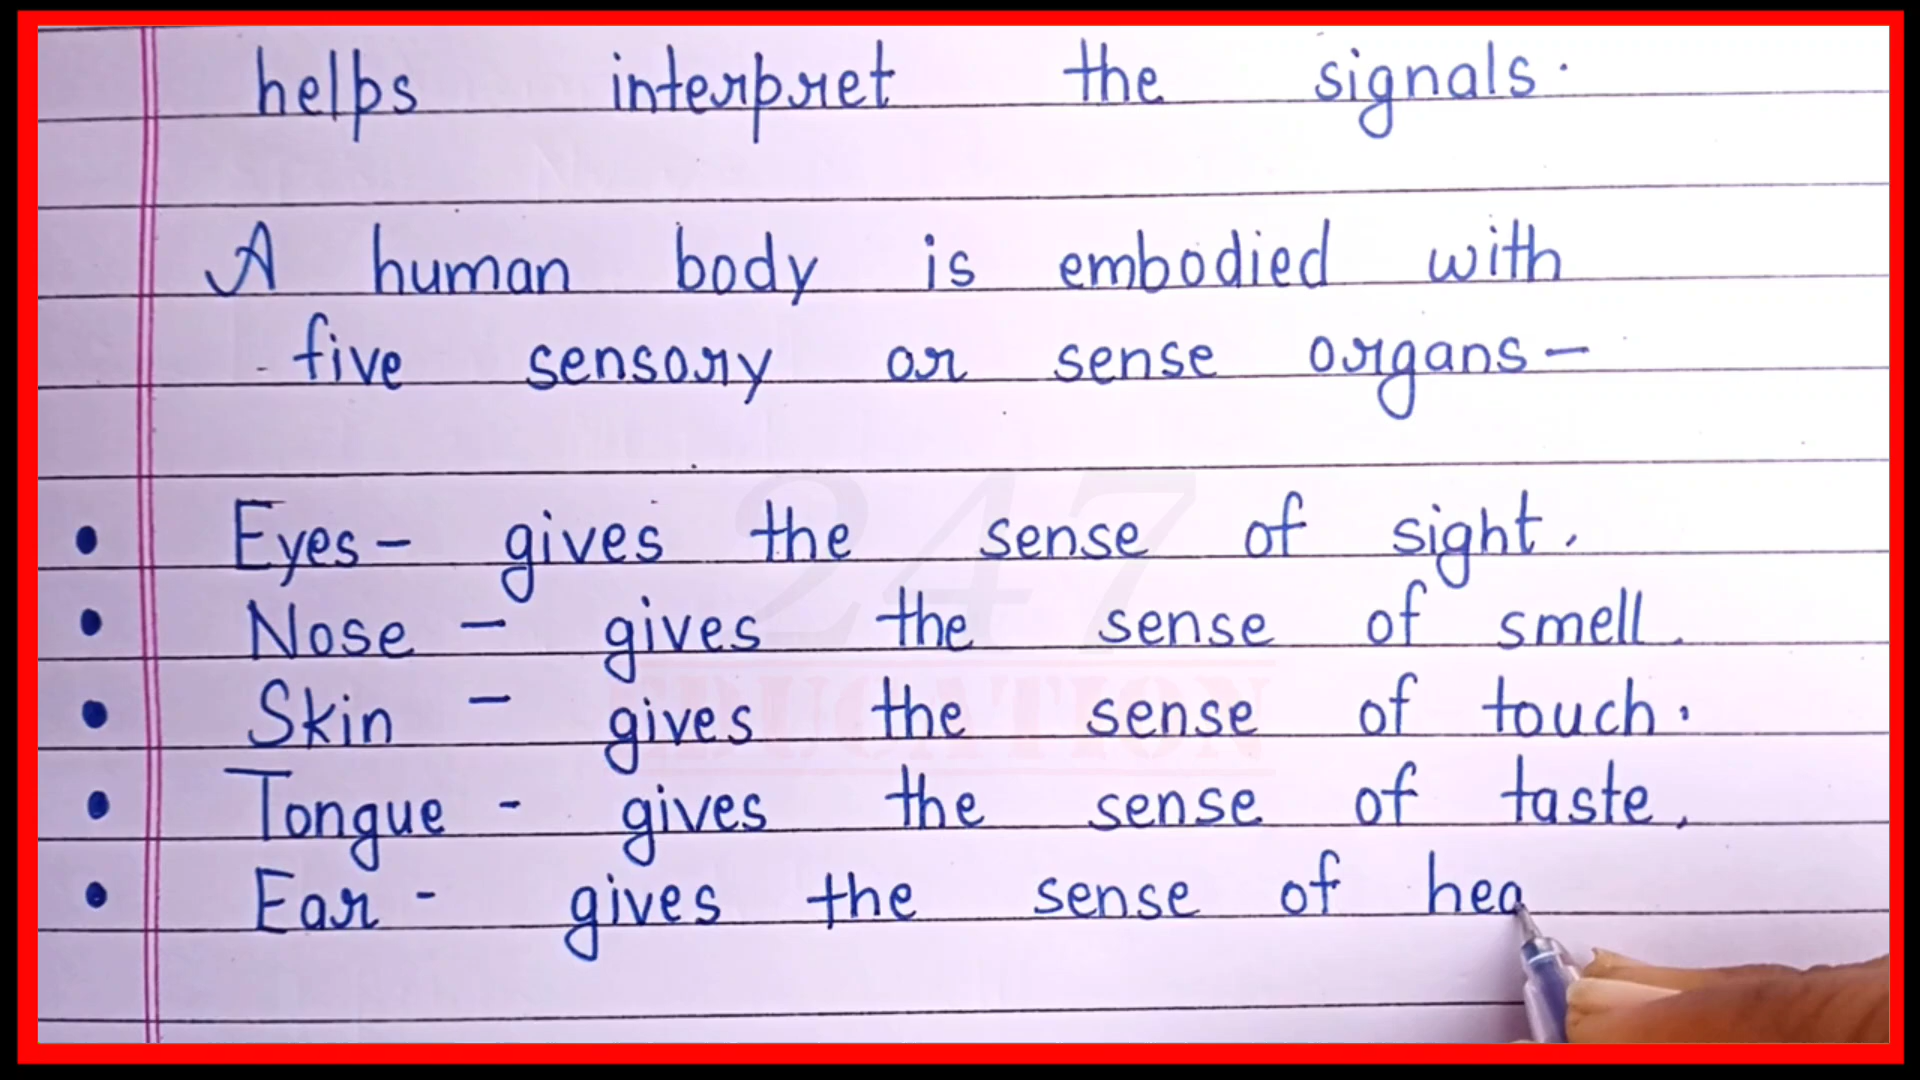 helps interpret the signals.
A human body is embodied with
five sensory or sense organs-
• Eyes- gives the sense of sight.
• Nose - gives the sense of smell.
• Skin - gives the sense of touch.
• Tongue - gives the sense of taste.
• Ear - gives the sense of hea
247
EDUCATION